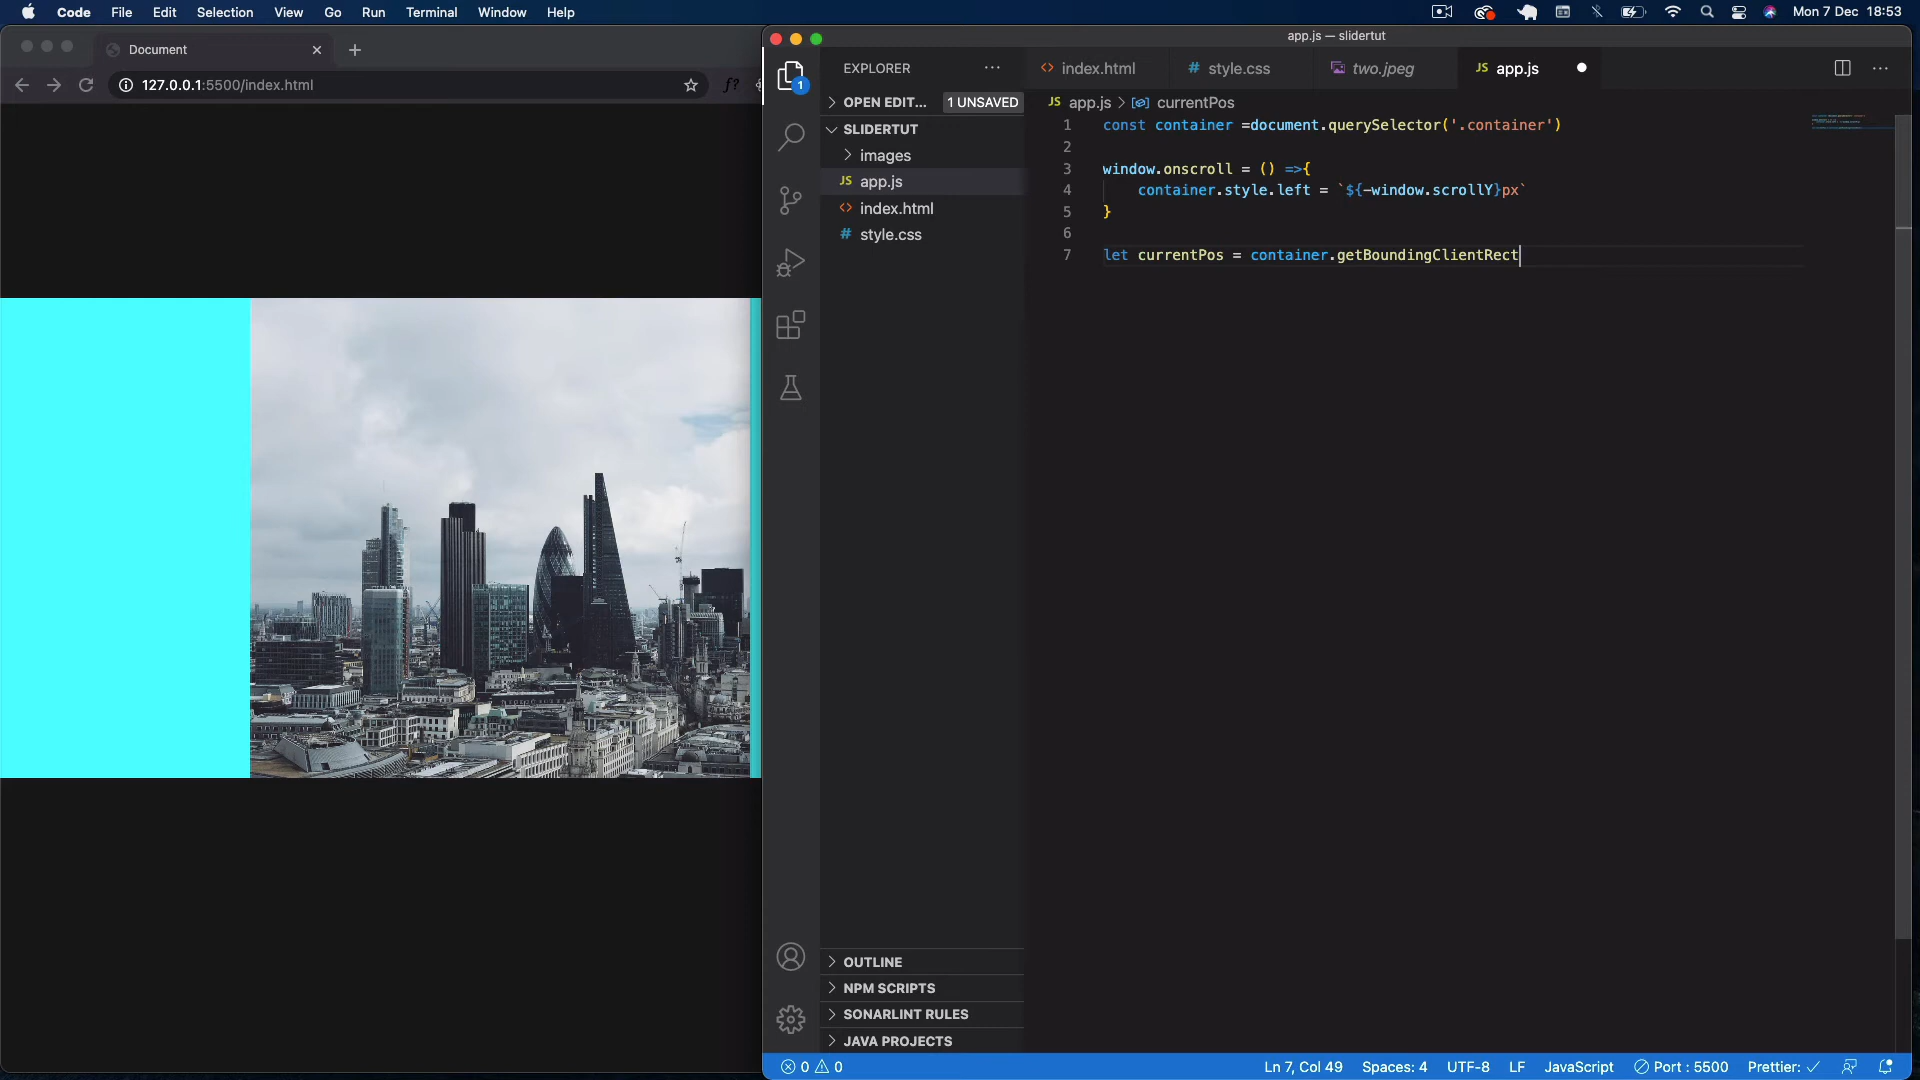 Code File Edit Selection View Go Run Terminal Window Help Mon 7 Dec 18:53
Document
127.0.0.1:5500/index.html
f?
app.js — slidertut
EXPLORER
1
OPEN EDIT... 1 UNSAVED
SLIDERTUT
images
JS app.js
<> index.html
# style.css
OUTLINE
NPM SCRIPTS
SONARLINT RULES
JAVA PROJECTS
<> index.html # style.css two.jpeg JS app.js
JS app.js > currentPos
1 const container =document.querySelector('.container')
2
3 window.onscroll = () =>{
4 container.style.left = `${-window.scrollY}px`
5 }
6
7 let currentPos = container.getBoundingClientRect
0 0 Ln 7, Col 49 Spaces: 4 UTF-8 LF JavaScript Port : 5500 Prettier: ✓